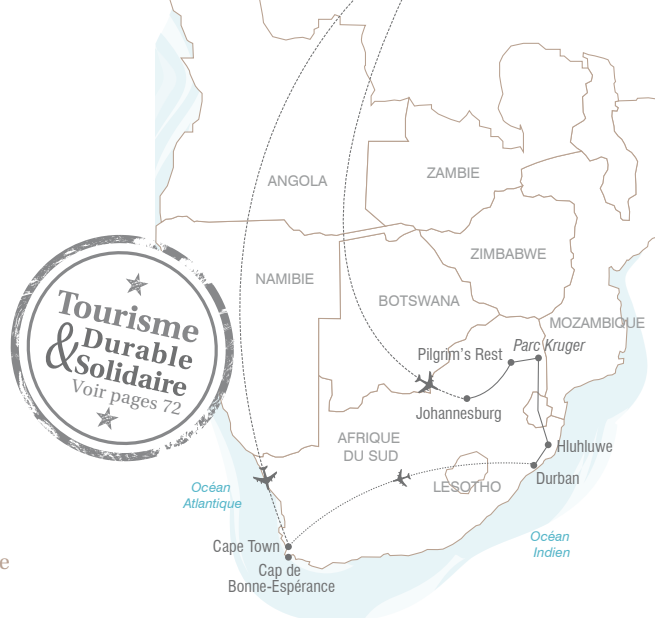 ANGOLA
ZAMBIE
ZIMBABWE
NAMIBIE
BOTSWANA
MOZAMBIQUE
Tourisme
& Durable
Solidaire
Voir pages 72
Pilgrim's Rest
Parc Kruger
Johannesburg
AFRIQUE
DU SUD
Hluhluwe
LESOTHO
Durban
Océan
Atlantique
Océan
Indien
Cape Town
Cap de
Bonne-Espérance
e